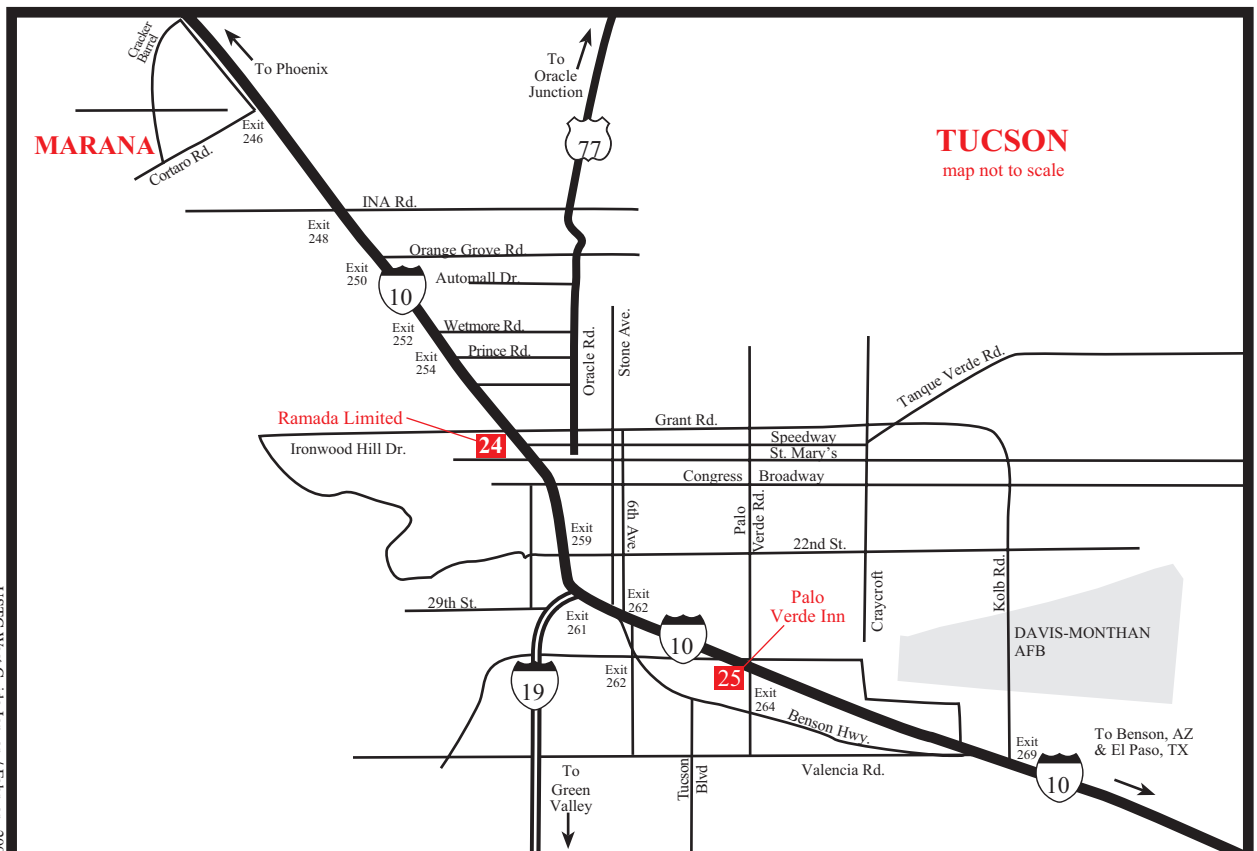 Cracker
Barrel
To Phoenix
To
Oracle
Junction
77
TUCSON
map not to scale
MARANA
Exit
246
Cortaro Rd.
INA Rd.
Exit
248
Orange Grove Rd.
Exit
250
Automall Dr.
10
Exit
252
Wetmore Rd.
Exit
254
Prince Rd.
Oracle Rd.
Stone Ave.
Tanque Verde Rd.
Ramada Limited
24
Grant Rd.
Ironwood Hill Dr.
Speedway
St. Mary's
Congress
Broadway
6th Ave.
Palo
Verde Rd.
Exit
259
22nd St.
Craycroft
Kolb Rd.
29th St.
Exit
261
Exit
262
10
Palo
Verde Inn
DAVIS-MONTHAN
AFB
19
Exit
262
25
Exit
264
Benson Hwy.
Exit
269
To Benson, AZ
& El Paso, TX
10
Valencia Rd.
Tucson
Blvd
To
Green
Valley